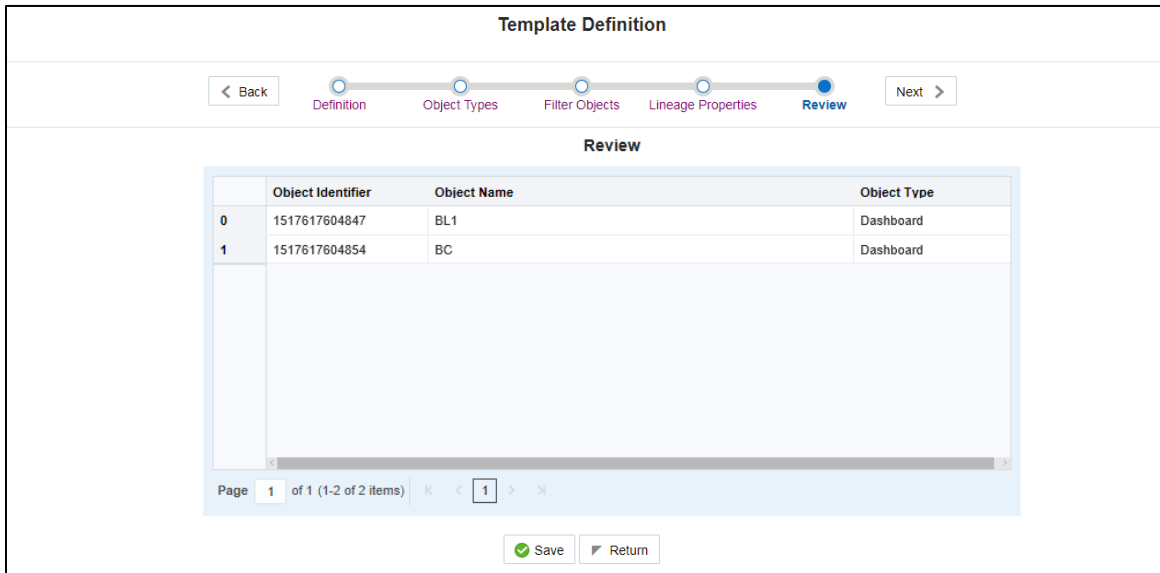 Template Definition
Back
Definition
Object Types
Filter Objects
Lineage Properties
Review
Next
Review
Object Identifier Object Name Object Type
0 1517617604847 BL1 Dashboard
1 1517617604854 BC Dashboard
Page 1 of 1 (1-2 of 2 items) K < 1 > K
Save Return